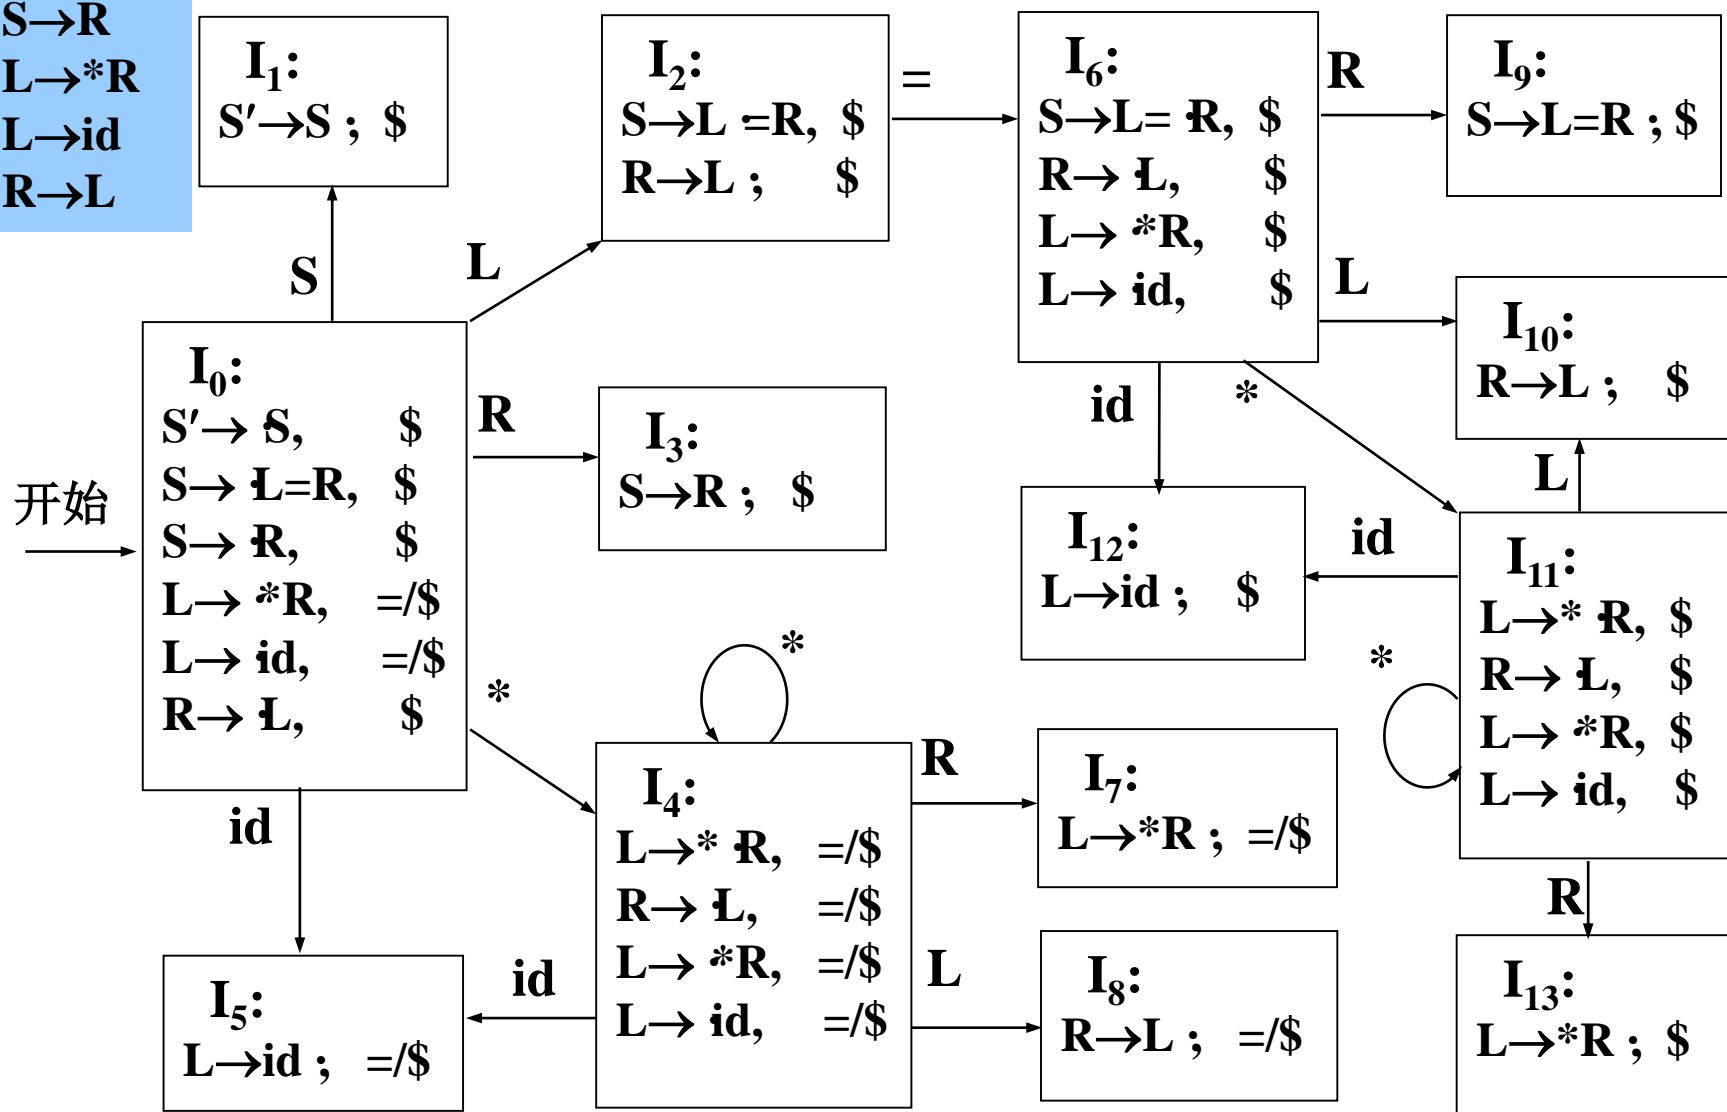 S→R
L→*R
L→id
R→L
I₁:
S′→S ·, $
I₂:
S→L ·=R, $
R→L ·, $
=
I₆:
S→L= ·R, $
R→ ·L, $
L→ ·*R, $
L→ ·id, $
R
I₉:
S→L=R ·, $
S
L
L
I₁₀:
R→L ·, $
I₀:
S′→ ·S, $
S→ ·L=R, $
S→ ·R, $
L→ ·*R, =/$
L→ ·id, =/$
R→ ·L, $
开始
R
I₃:
S→R ·, $
id
*
L
I₁₂:
L→id ·, $
id
I₁₁:
L→* ·R, $
R→ ·L, $
L→ ·*R, $
L→ ·id, $
*
*
*
id
I₄:
L→* ·R, =/$
R→ ·L, =/$
L→ ·*R, =/$
L→ ·id, =/$
R
I₇:
L→*R ·, =/$
R
id
L
I₅:
L→id ·, =/$
I₈:
R→L ·, =/$
I₁₃:
L→*R ·, $